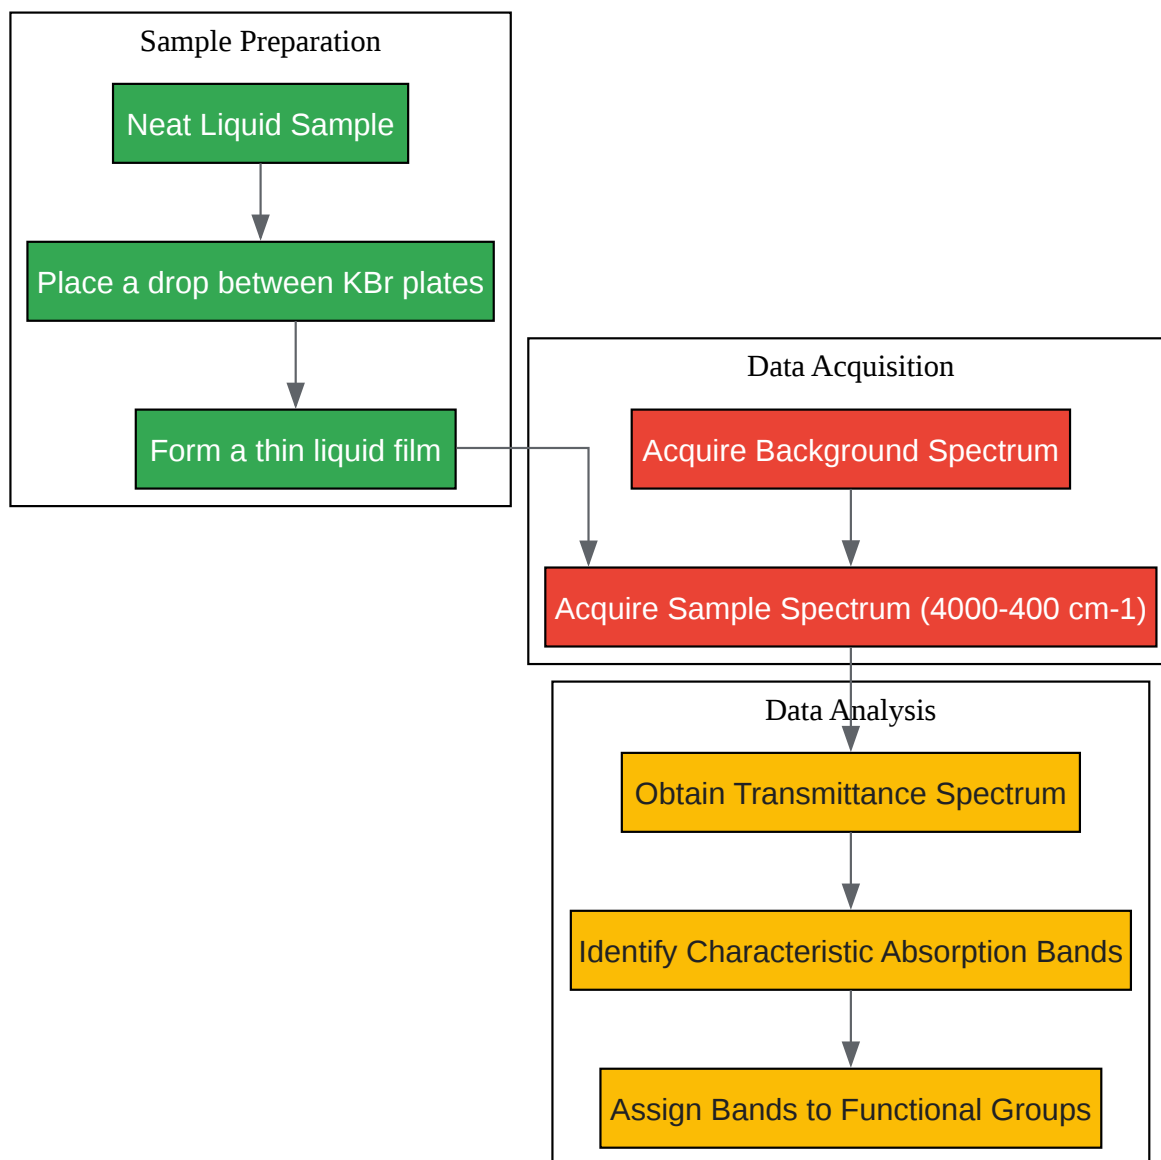 Sample Preparation
Neat Liquid Sample
Place a drop between KBr plates
Form a thin liquid film
Data Acquisition
Acquire Background Spectrum
Acquire Sample Spectrum (4000-400 cm-1)
Data Analysis
Obtain Transmittance Spectrum
Identify Characteristic Absorption Bands
Assign Bands to Functional Groups